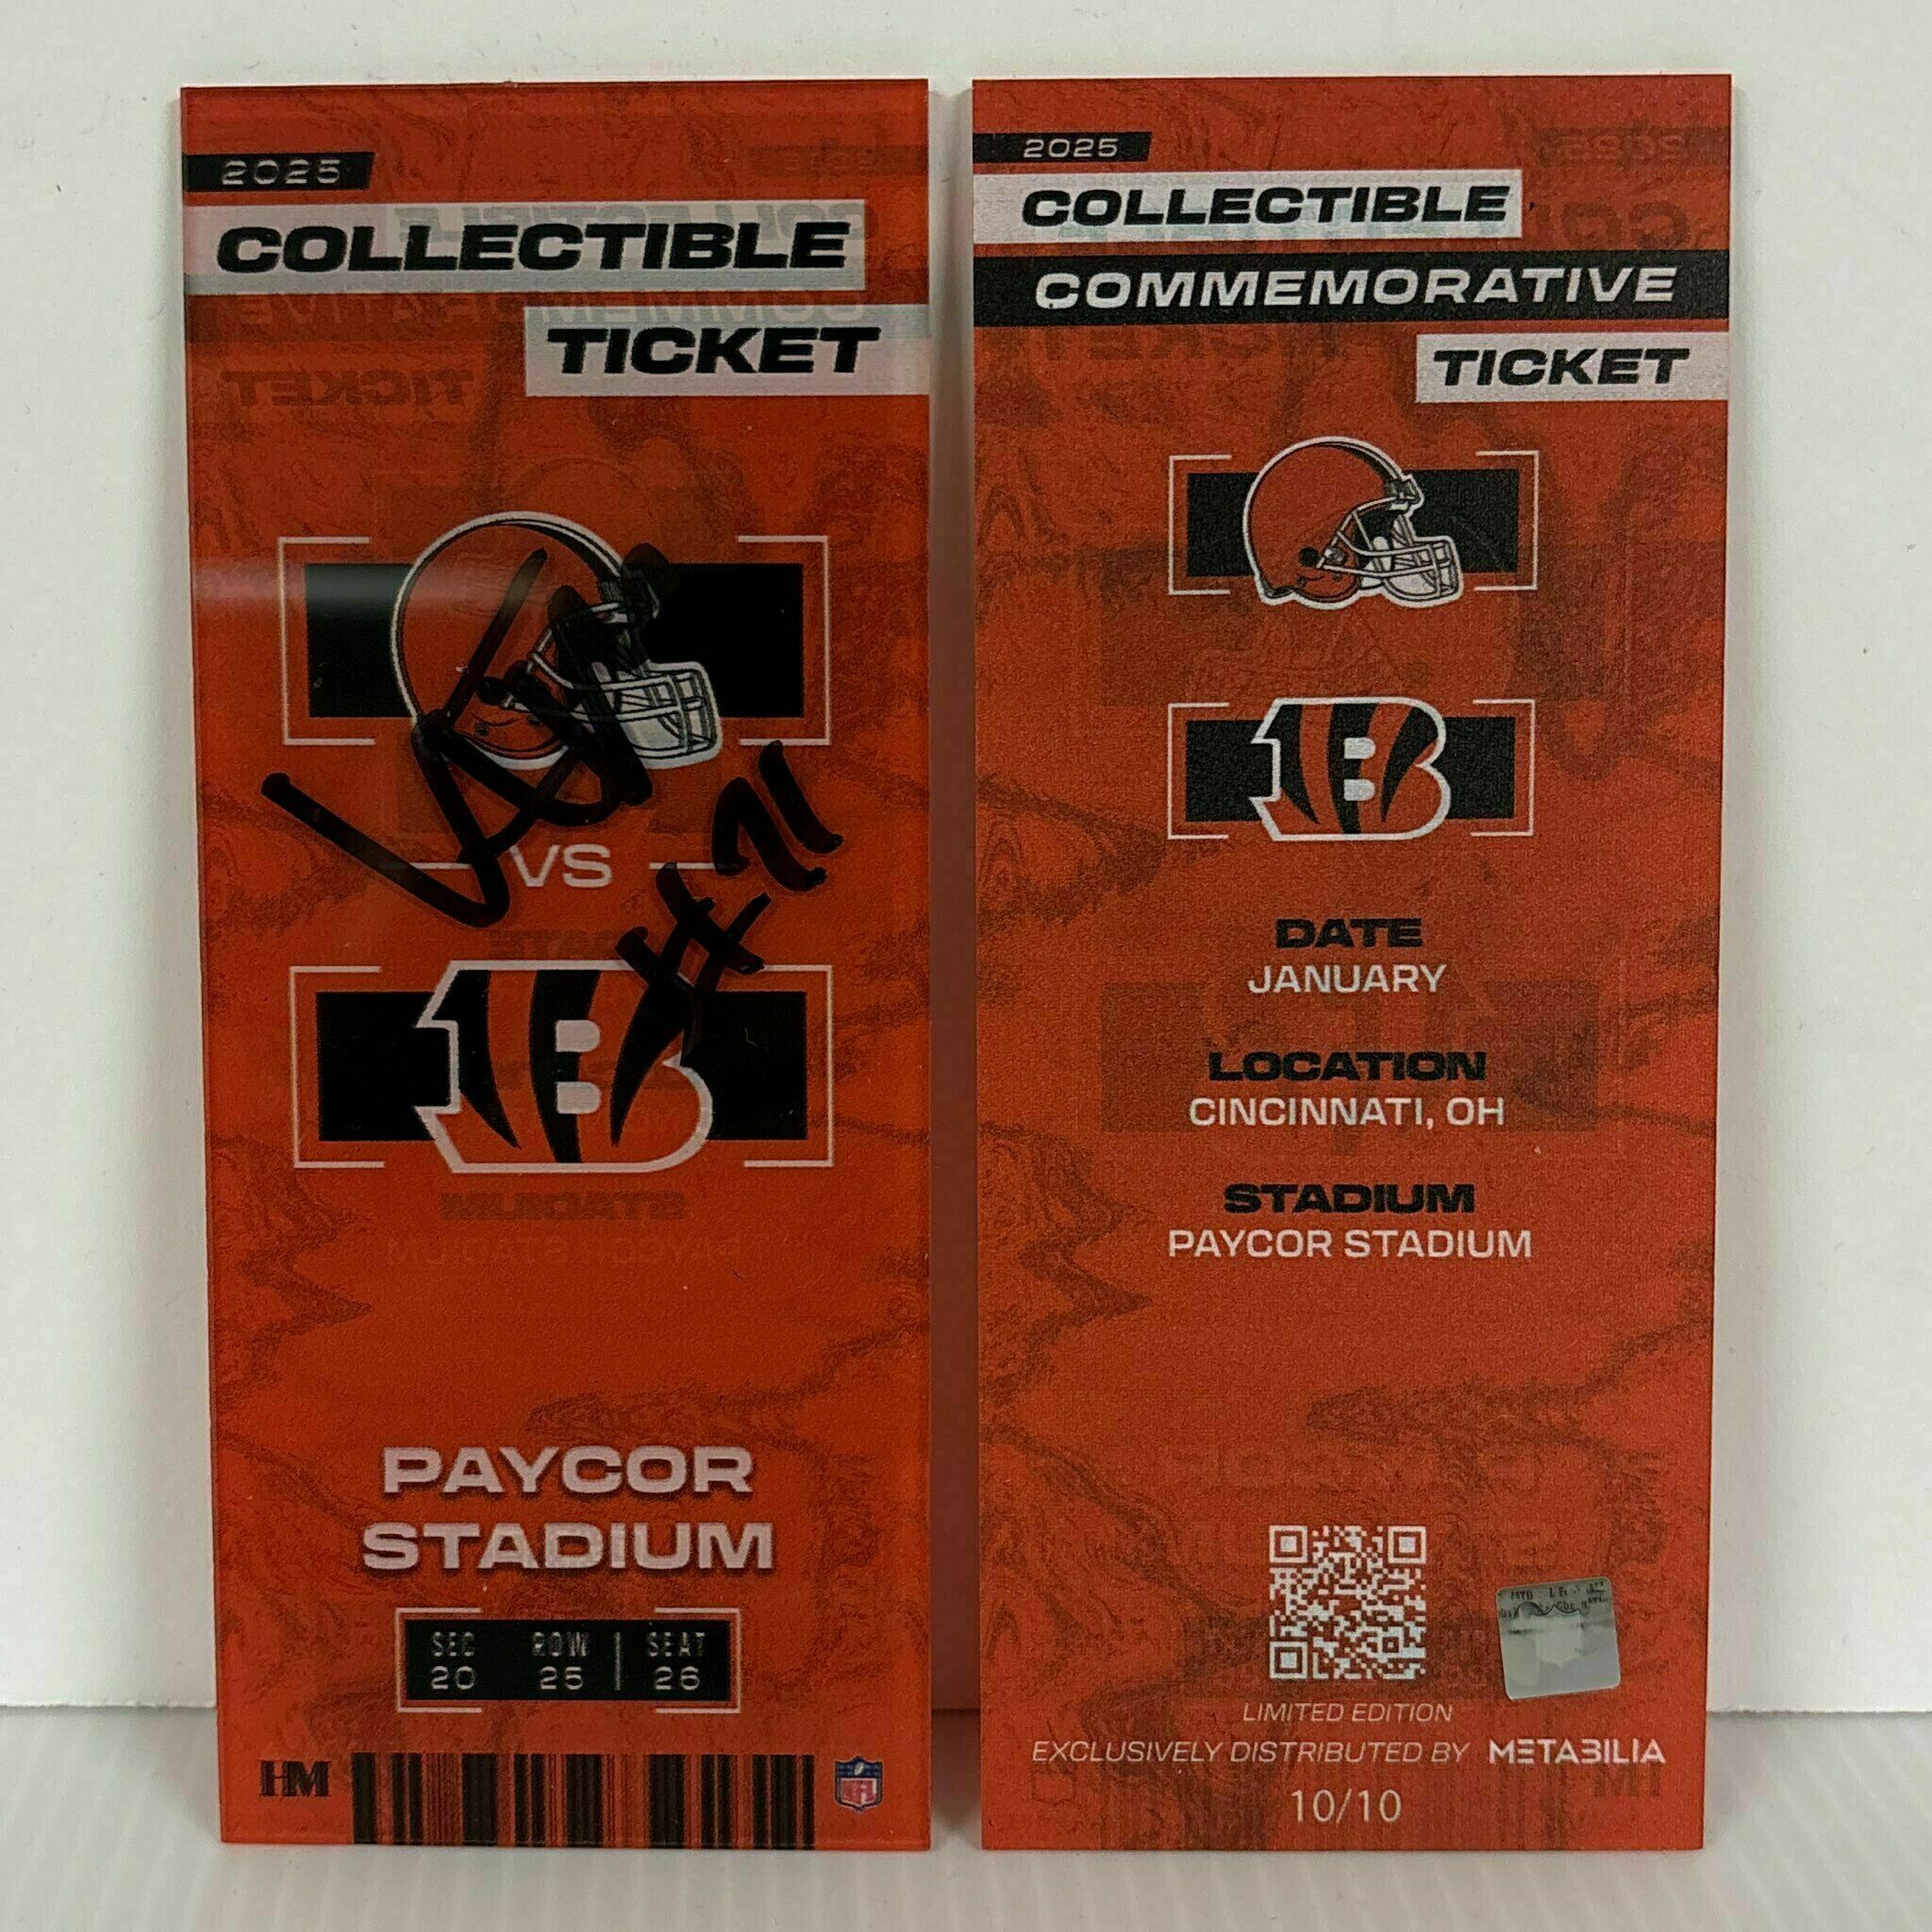 2025
COLLECTIBLE
TICKET
#71
VS
PAYCOR
STADIUM
SEC ROW SEAT
20 25 26
HM
2025
COLLECTIBLE
COMMEMORATIVE
TICKET
DATE
JANUARY
LOCATION
CINCINNATI, OH
STADIUM
PAYCOR STADIUM
LIMITED EDITION
EXCLUSIVELY DISTRIBUTED BY METABILIA
10/10